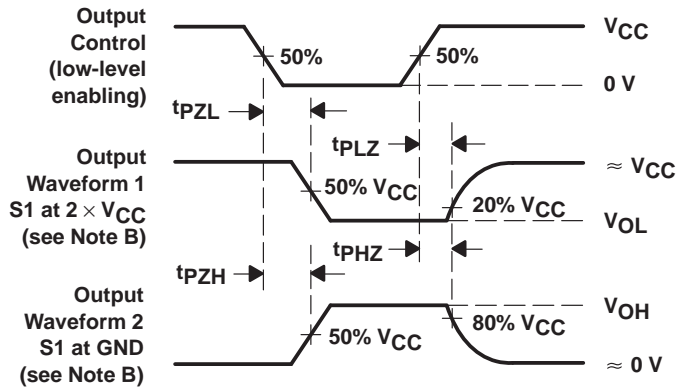 Output
Control
(low-level
enabling)
50%
50%
VCC
0 V
tPZL
tPLZ
Output
Waveform 1
S1 at 2 × VCC
(see Note B)
50% VCC
20% VCC
≈ VCC
VOL
tPZH
tPHZ
Output
Waveform 2
S1 at GND
(see Note B)
50% VCC
80% VCC
VOH
≈ 0 V